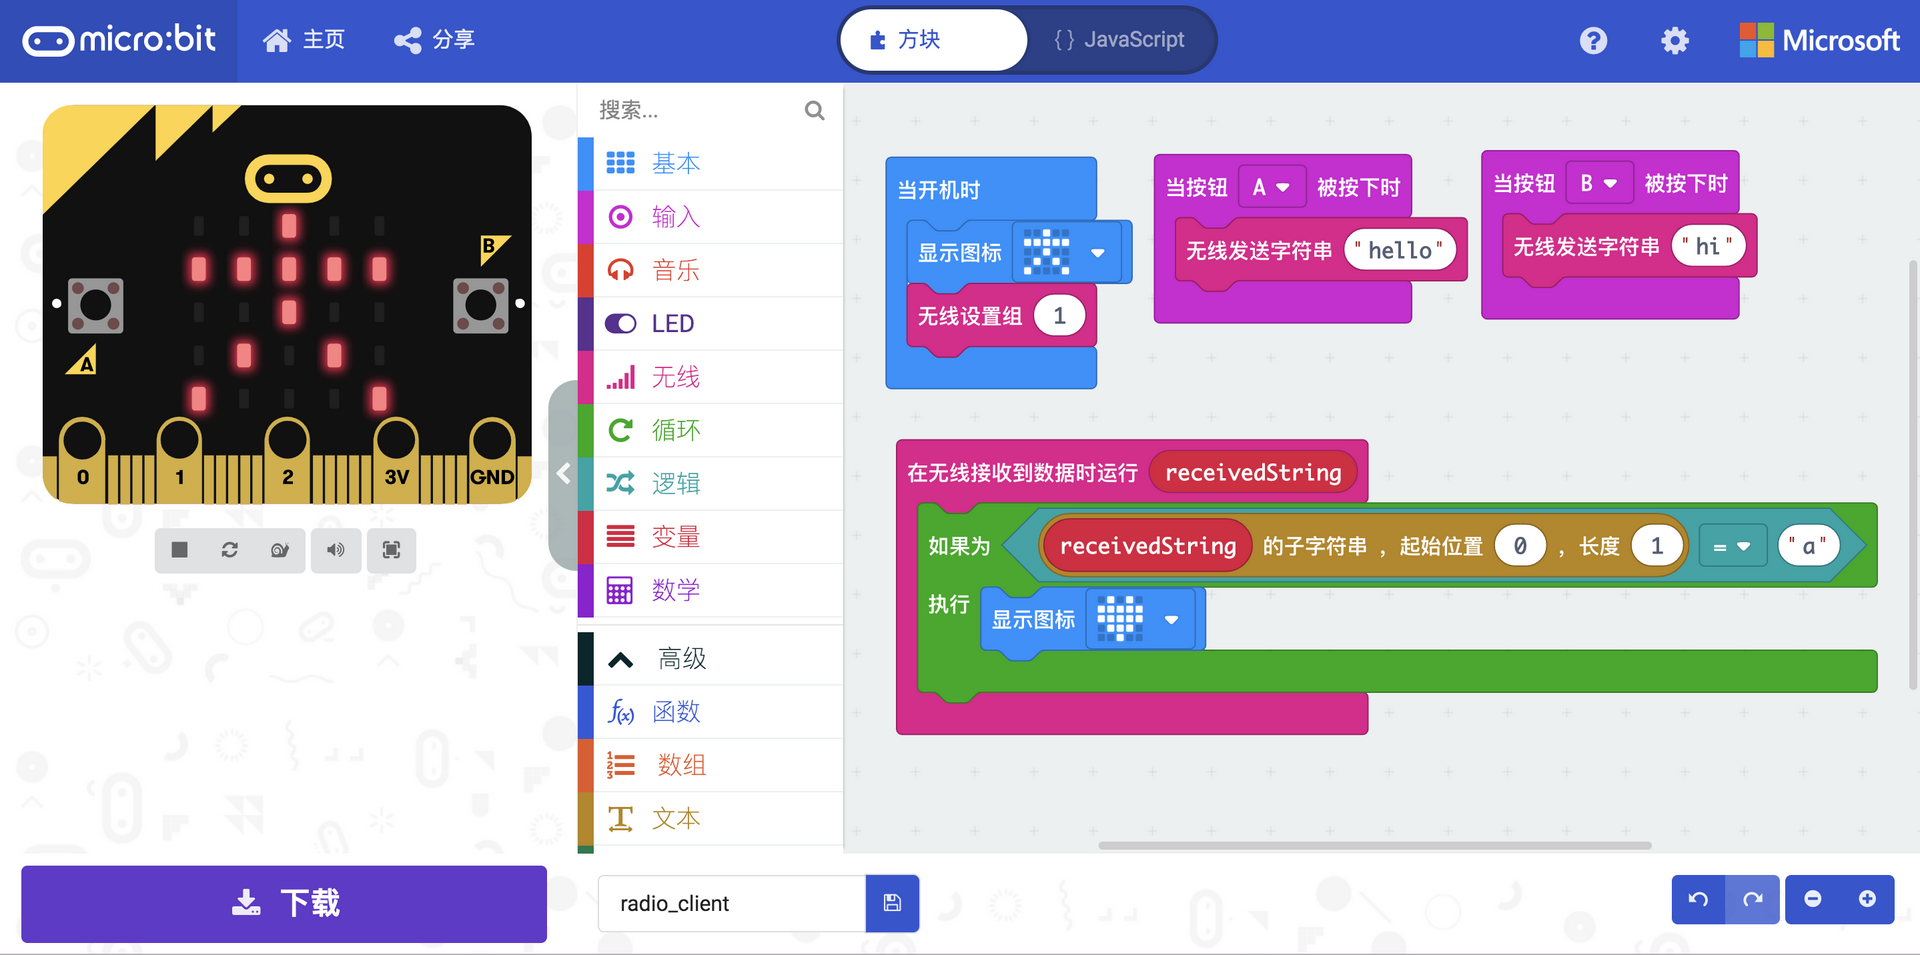 micro:bit
主页
分享
方块
{ } JavaScript
?
Microsoft
B
A
0
1
2
3V
GND
搜索...
基本
输入
音乐
LED
无线
循环
逻辑
变量
数学
高级
f(x) 函数
数组
文本
当开机时
显示图标
无线设置组 1
当按钮 A 被按下时
无线发送字符串 "hello"
当按钮 B 被按下时
无线发送字符串 "hi"
在无线接收到数据时运行 receivedString
如果为 receivedString 的子字符串 , 起始位置 0 , 长度 1 = "a"
执行 显示图标
下载
radio_client